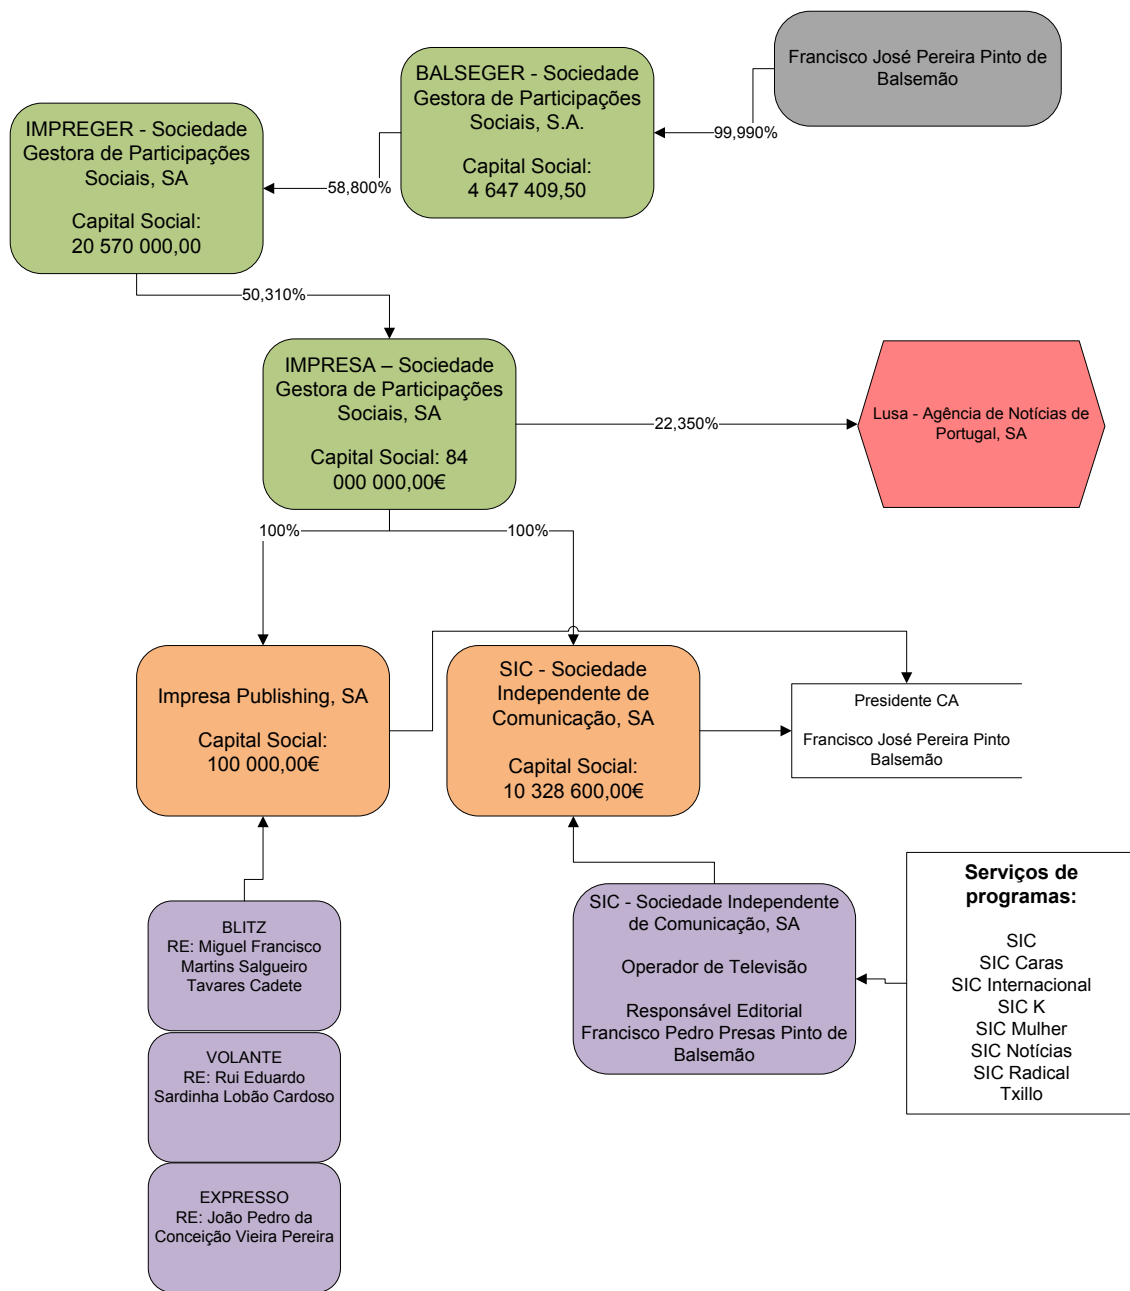 Francisco José Pereira Pinto de
Balsemão
99,990%
BALSEGER - Sociedade
Gestora de Participações
Sociais, S.A.
Capital Social:
4 647 409,50
58,800%
IMPREGER - Sociedade
Gestora de Participações
Sociais, SA
Capital Social:
20 570 000,00
50,310%
IMPRESA – Sociedade
Gestora de Participações
Sociais, SA
Capital Social: 84
000 000,00€
22,350%
Lusa - Agência de Notícias de
Portugal, SA
100%
100%
Impresa Publishing, SA
Capital Social:
100 000,00€
SIC - Sociedade
Independente de
Comunicação, SA
Capital Social:
10 328 600,00€
Presidente CA
Francisco José Pereira Pinto
Balsemão
BLITZ
RE: Miguel Francisco
Martins Salgueiro
Tavares Cadete
VOLANTE
RE: Rui Eduardo
Sardinha Lobão Cardoso
EXPRESSO
RE: João Pedro da
Conceição Vieira Pereira
SIC - Sociedade Independente
de Comunicação, SA
Operador de Televisão
Responsável Editorial
Francisco Pedro Presas Pinto de
Balsemão
Serviços de
programas:
SIC
SIC Caras
SIC Internacional
SIC K
SIC Mulher
SIC Notícias
SIC Radical
Txillo